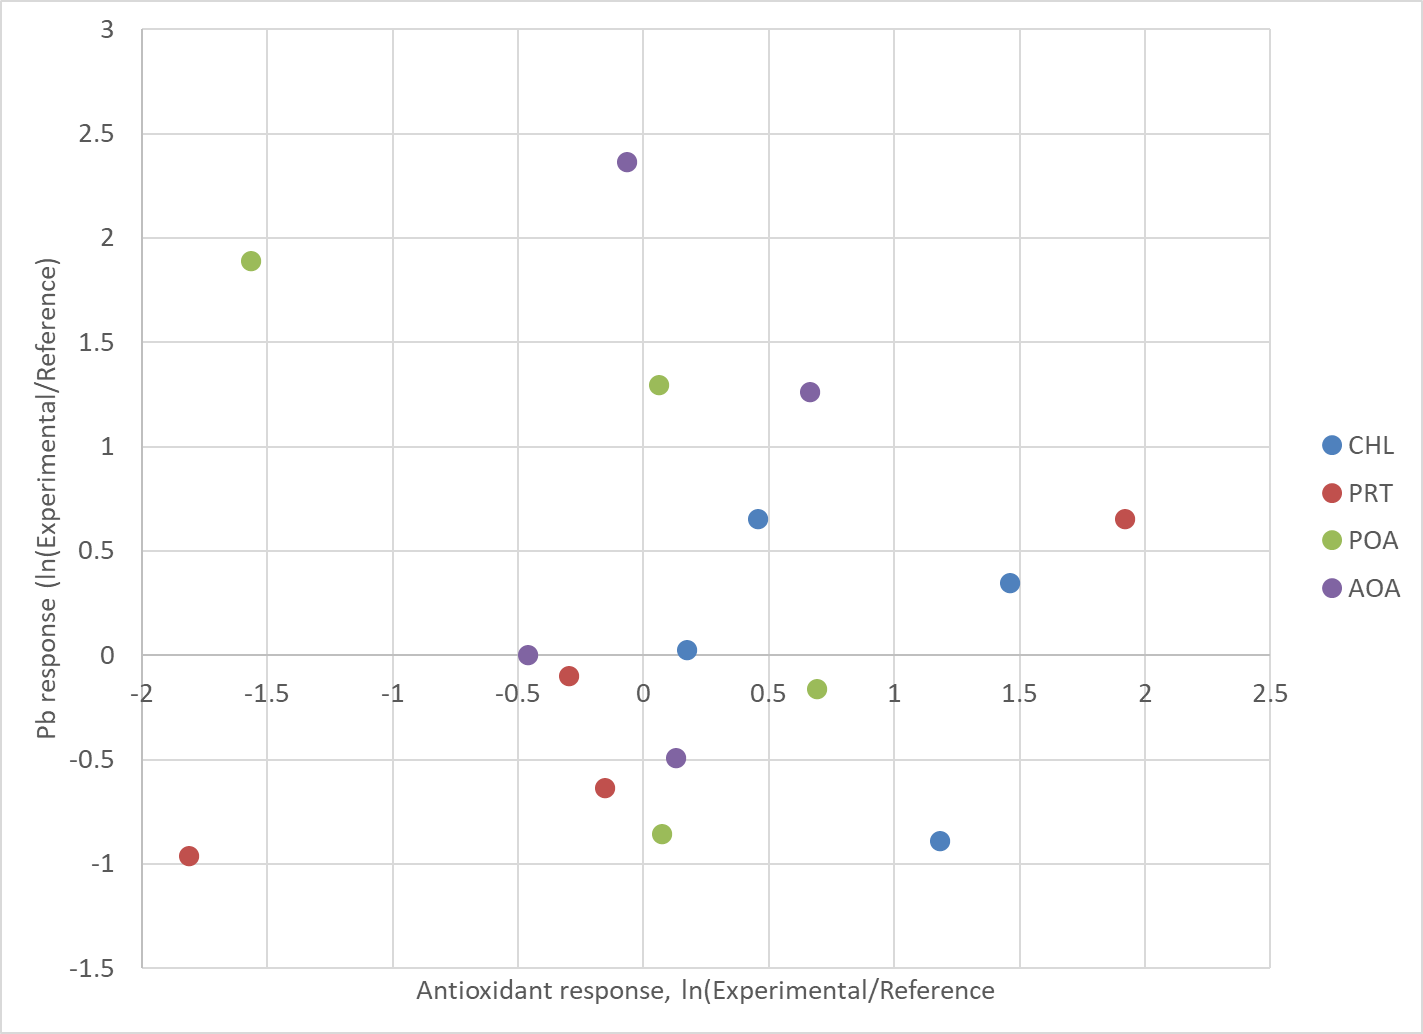 3
2.5
2
1.5
1
0.5
0
-0.5
-1
-1.5
-2 -1.5 -1 -0.5 0 0.5 1 1.5 2 2.5
Pb response (ln(Experimental/Reference)
Antioxidant response, ln(Experimental/Reference
CHL
PRT
POA
AOA